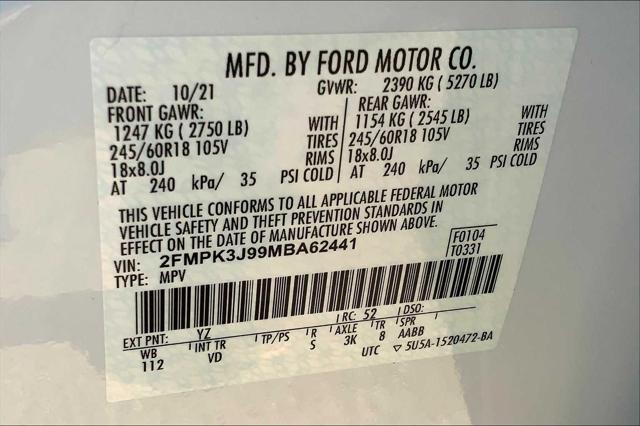 MFD. BY FORD MOTOR CO.
DATE: 10/21 GVWR: 2390 KG ( 5270 LB)
FRONT GAWR: REAR GAWR:
1247 KG ( 2750 LB) WITH 1154 KG ( 2545 LB) WITH
245/60R18 105V TIRES 245/60R18 105V TIRES
18x8.0J RIMS 18x8.0J RIMS
AT 240 kPa/ 35 PSI COLD AT 240 kPa/ 35 PSI COLD
THIS VEHICLE CONFORMS TO ALL APPLICABLE FEDERAL MOTOR
VEHICLE SAFETY AND THEFT PREVENTION STANDARDS IN
EFFECT ON THE DATE OF MANUFACTURE SHOWN ABOVE.
VIN: 2FMPK3J99MBA62441 F0104
TYPE: MPV T0331
EXT PNT: YZ RC: 52 DSO:
WB INT TR TP/PS R AXLE TR SPR
112 VD S 3K 8 AABB
UTC ▽ 5U5A-1520472-BA